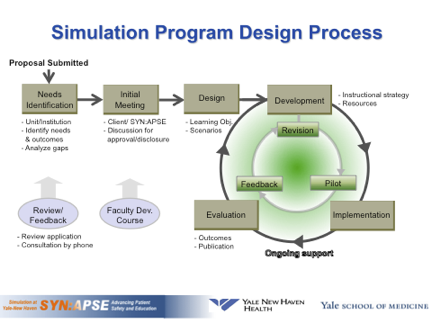 Simulation Program Design Process
Proposal Submitted
Needs
Identification
Initial
Meeting
Design
Development
- Instructional strategy
- Resources
- Unit/Institution
- Identify needs
& outcomes
- Analyze gaps
- Client/ SYN:APSE
- Discussion for
approval/disclosure
- Learning Obj.
- Scenarios
Revision
Feedback
Pilot
Review/
Feedback
Faculty Dev.
Course
Evaluation
Implementation
- Review application
- Consultation by phone
- Outcomes
- Publication
Ongoing support
Simulation at
Yale-New Haven
SYN:APSE
Advancing Patient
Safety and Education
YALE NEW HAVEN
HEALTH
YALE SCHOOL OF MEDICINE